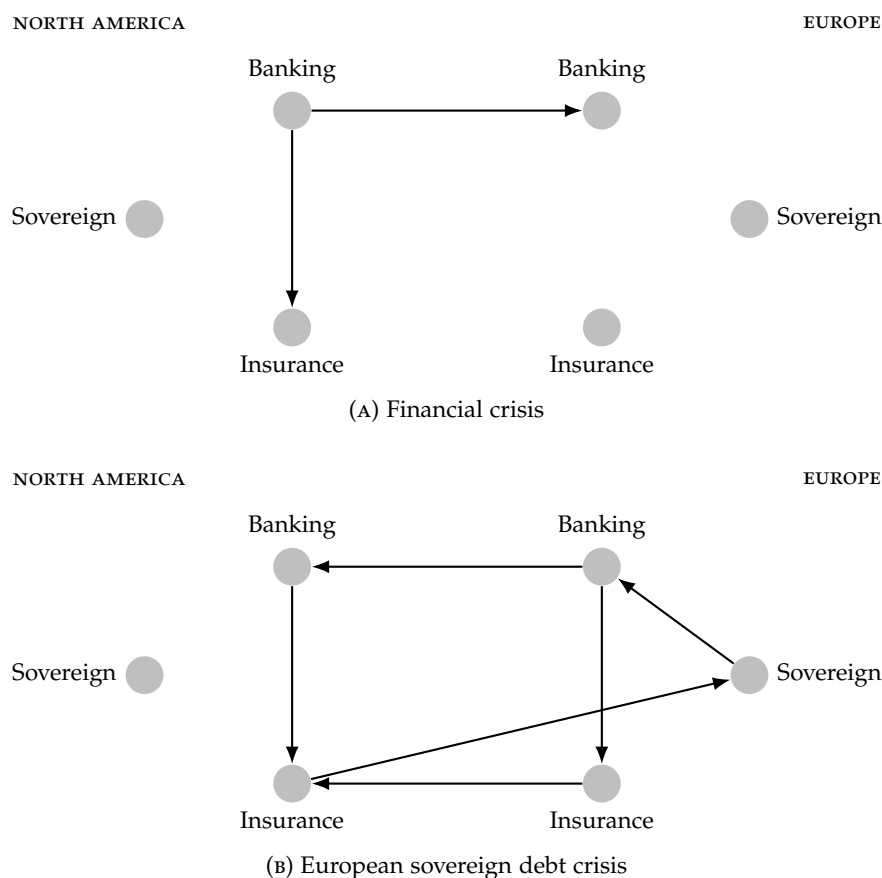 NORTH AMERICA EUROPE
Banking Banking
Sovereign Sovereign
Insurance Insurance
(A) Financial crisis
NORTH AMERICA EUROPE
Banking Banking
Sovereign Sovereign
Insurance Insurance
(B) European sovereign debt crisis